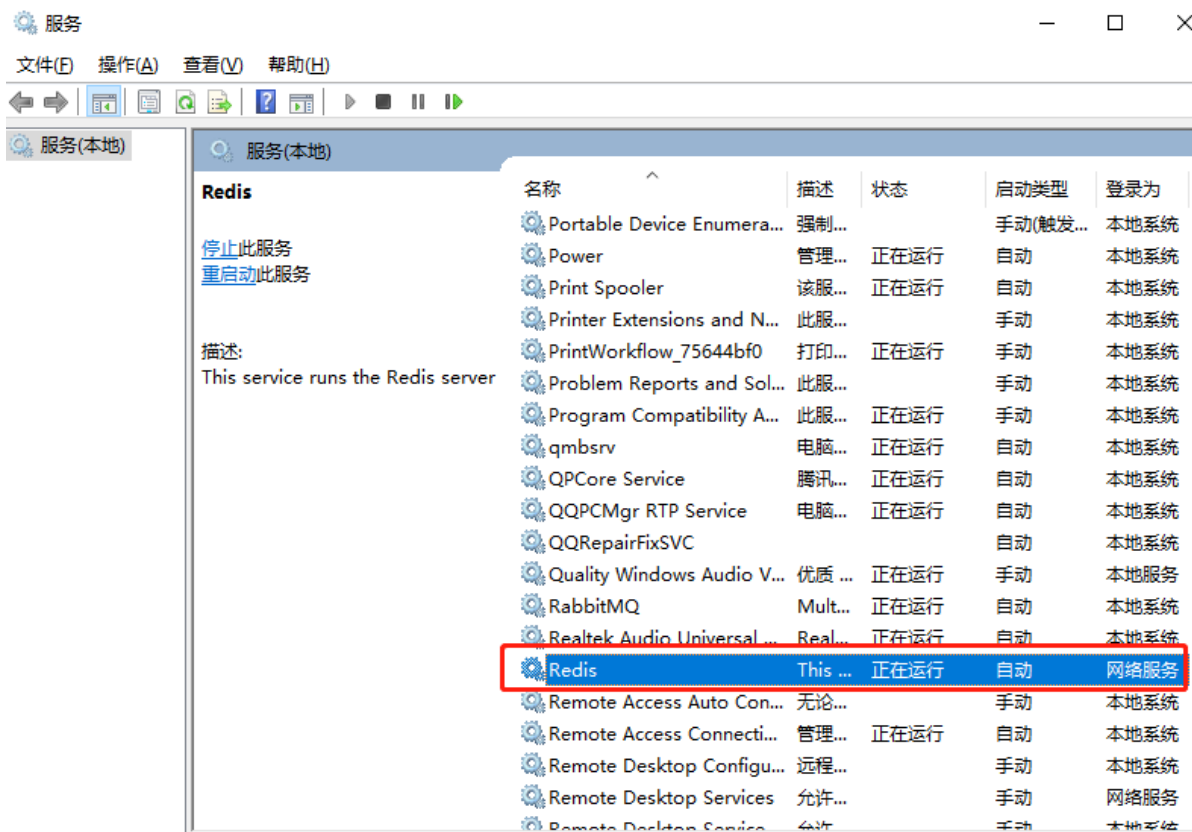 服务
文件(F) 操作(A) 查看(V) 帮助(H)
服务(本地)
服务(本地)
Redis
停止此服务
重启动此服务
描述:
This service runs the Redis server
名称 描述 状态 启动类型 登录为
Portable Device Enumera... 强制... 手动(触发... 本地系统
Power 管理... 正在运行 自动 本地系统
Print Spooler 该服... 正在运行 自动 本地系统
Printer Extensions and N... 此服... 手动 本地系统
PrintWorkflow_75644bf0 打印... 正在运行 手动 本地系统
Problem Reports and Sol... 此服... 手动 本地系统
Program Compatibility A... 此服... 正在运行 手动 本地系统
qmbsrv 电脑... 正在运行 自动 本地系统
QPCore Service 腾讯... 正在运行 自动 本地系统
QQPCMgr RTP Service 电脑... 正在运行 自动 本地系统
QQRepairFixSVC 自动 本地系统
Quality Windows Audio V... 优质 ... 正在运行 手动 本地服务
RabbitMQ Mult... 正在运行 自动 本地系统
Realtek Audio Universal ... Real... 正在运行 自动 本地系统
Redis This ... 正在运行 自动 网络服务
Remote Access Auto Con... 无论... 手动 本地系统
Remote Access Connecti... 管理... 正在运行 自动 本地系统
Remote Desktop Configu... 远程... 手动 本地系统
Remote Desktop Services 允许... 手动 网络服务
Remote Desktop Service... 允许... 手动 本地系统